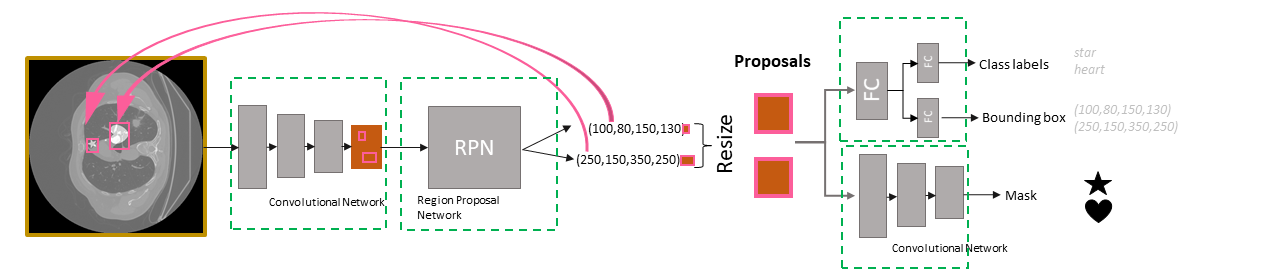 Convolutional Network
RPN
Region Proposal
Network
(100,80,150,130)
(250,150,350,250)
Resize
Proposals
FC
FC
FC
Class labels
Bounding box
star
heart
(100,80,150,130)
(250,150,350,250)
Convolutional Network
Mask